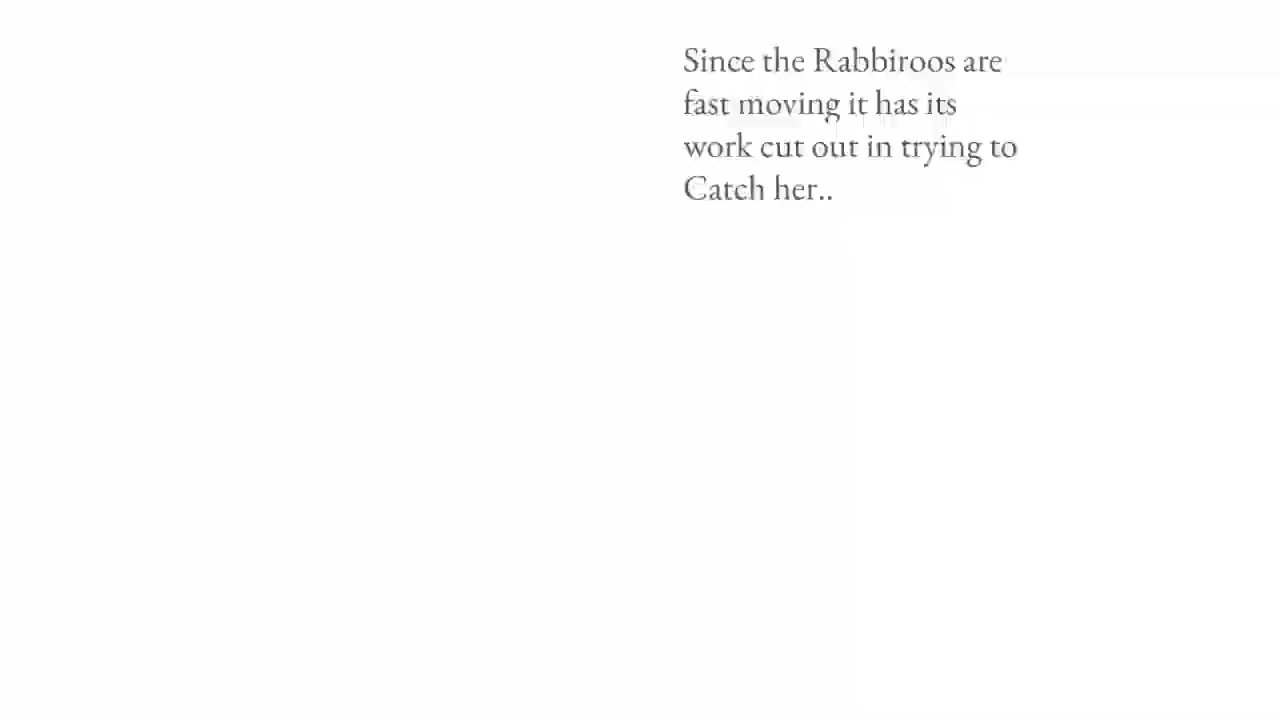 Since the Rabbiroos are
fast moving it has its
work cut out in trying to
Catch her..